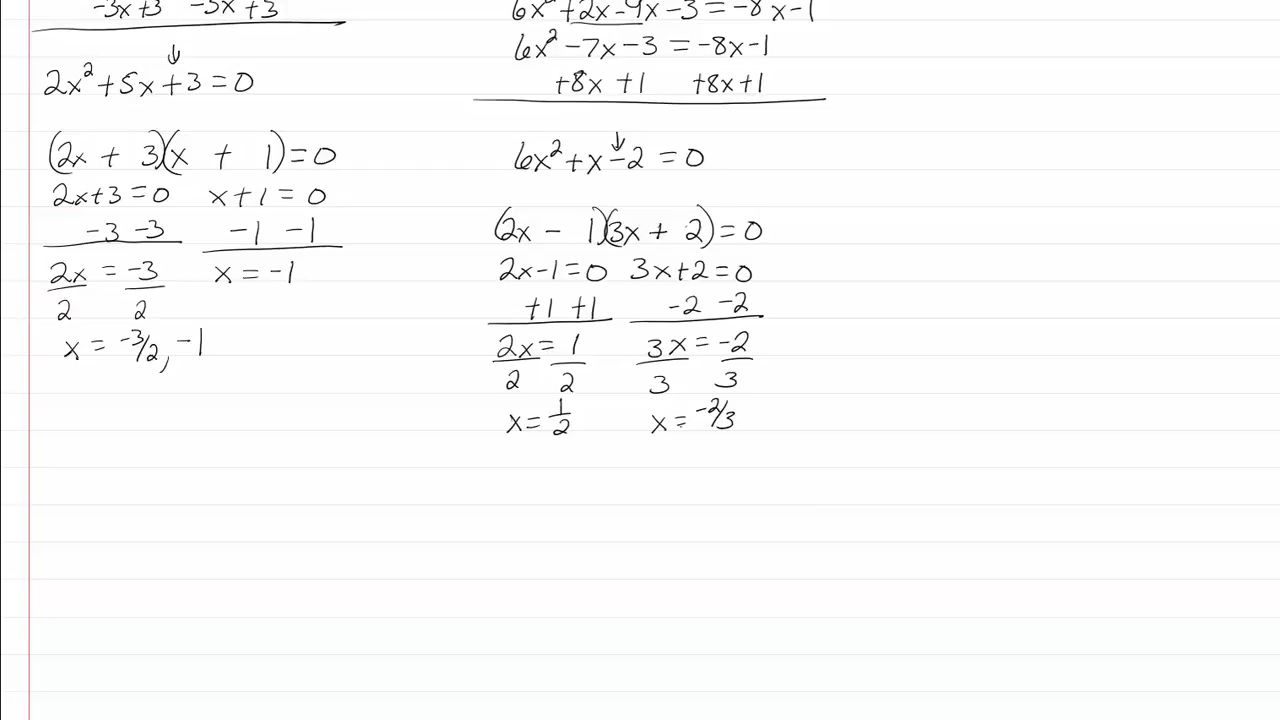 -3x+3 -3x+3
↓
2x²+5x+3=0
(2x + 3)(x + 1)=0
2x+3=0 x+1=0
-3 -3 -1 -1
2x = -3 x = -1
2 2
x = -3/2, -1
6x²+2x-9x-3=-8x-1
6x²-7x-3=-8x-1
+8x+1 +8x+1
↓
6x²+x-2=0
(2x - 1)(3x+2)=0
2x-1=0 3x+2=0
+1 +1 -2 -2
2x=1 3x=-2
2 2 3 3
x=1/2 x=-2/3